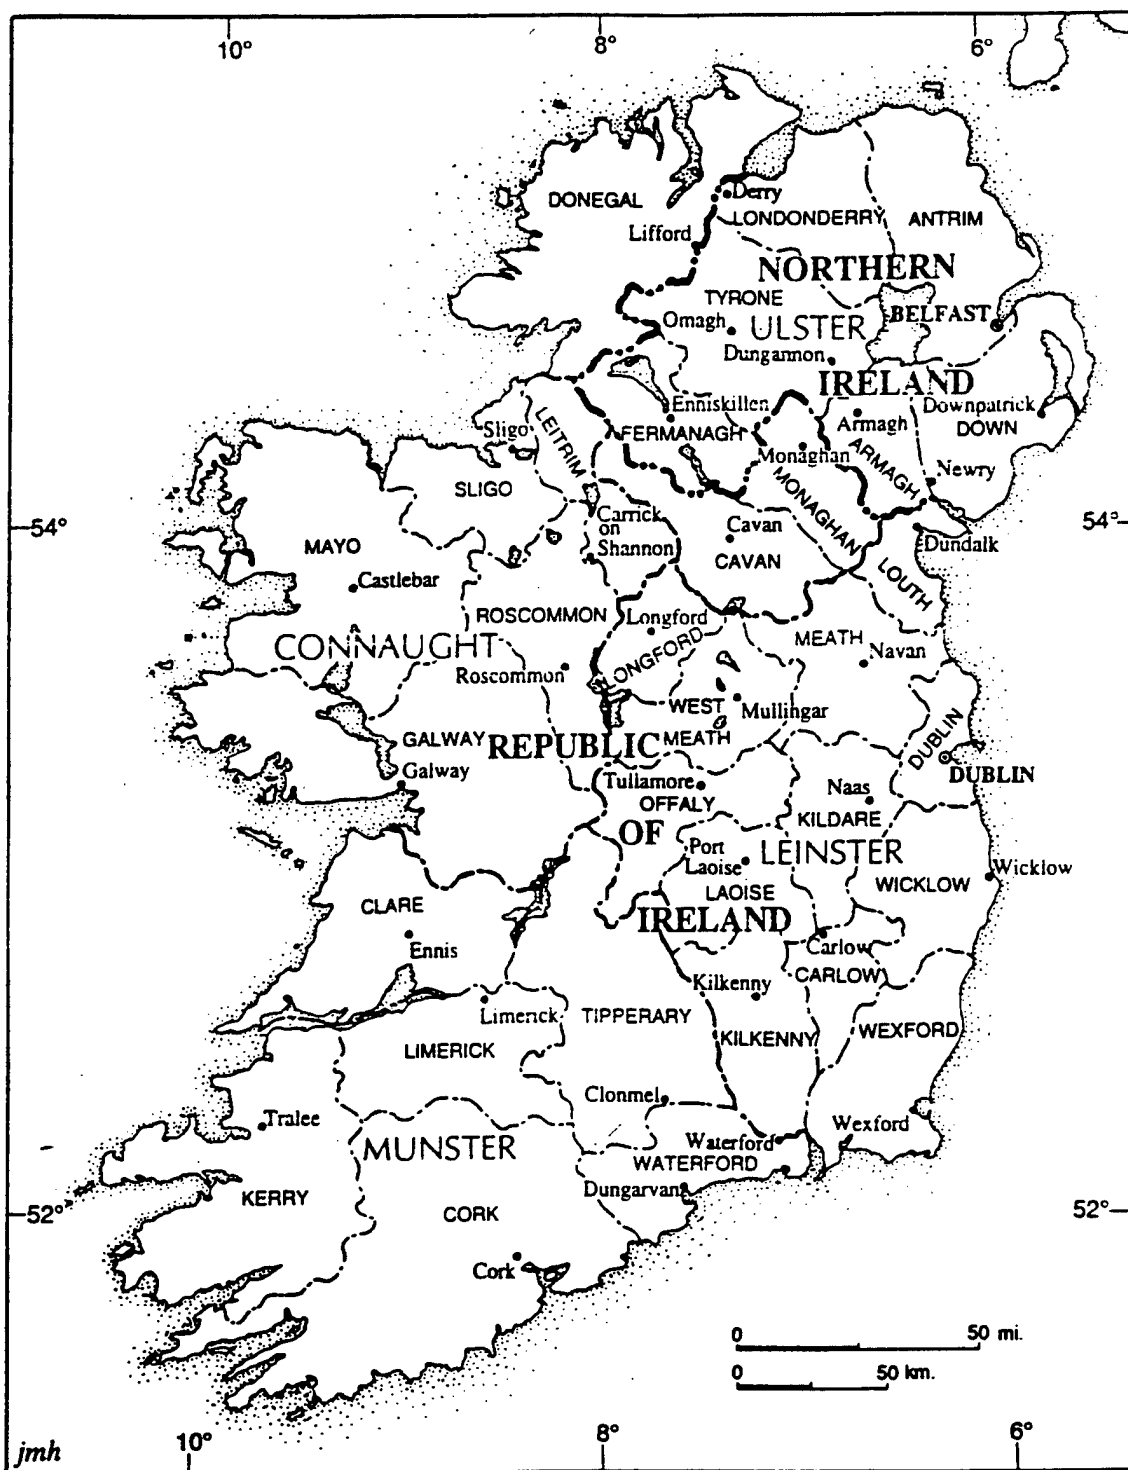 10° 8° 6°
DONEGAL
Derry
LONDONDERRY
ANTRIM
Lifford
NORTHERN
TYRONE
BELFAST
Omagh
ULSTER
Dungannon
IRELAND
Enniskillen
Downpatrick
Armagh
DOWN
Sligo
LEITRIM
FERMANAGH
Monaghan
ARMAGH
Newry
SLIGO
MONAGHAN
54° 54°
Carrick
on
Shannon
Cavan
CAVAN
Dundalk
MAYO
LOUTH
Castlebar
ROSCOMMON
Longford
MEATH
CONNAUGHT
LONGFORD
Navan
Roscommon
WEST
MEATH
Mullingar
DUBLIN
GALWAY
REPUBLIC
DUBLIN
Galway
Tullamore
OFFALY
Naas
KILDARE
OF
Port
Laoise
LEINSTER
Wicklow
LAOISE
WICKLOW
CLARE
IRELAND
Ennis
Carlow
CARLOW
Kilkenny
Limerick
TIPPERARY
KILKENNY
WEXFORD
LIMERICK
Clonmel
Tralee
Wexford
MUNSTER
Waterford
WATERFORD
KERRY
Dungarvan
52° 52°
CORK
Cork
0 50 mi.
0 50 km.
jmh
10° 8° 6°